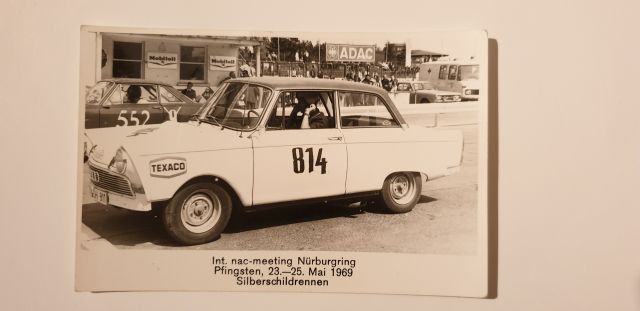 Mobiloil
Mobiloil
ADAC
552
TEXACO
814
Int. nac-meeting Nürburgring
Pfingsten, 23.—25. Mai 1969
Silberschildrennen